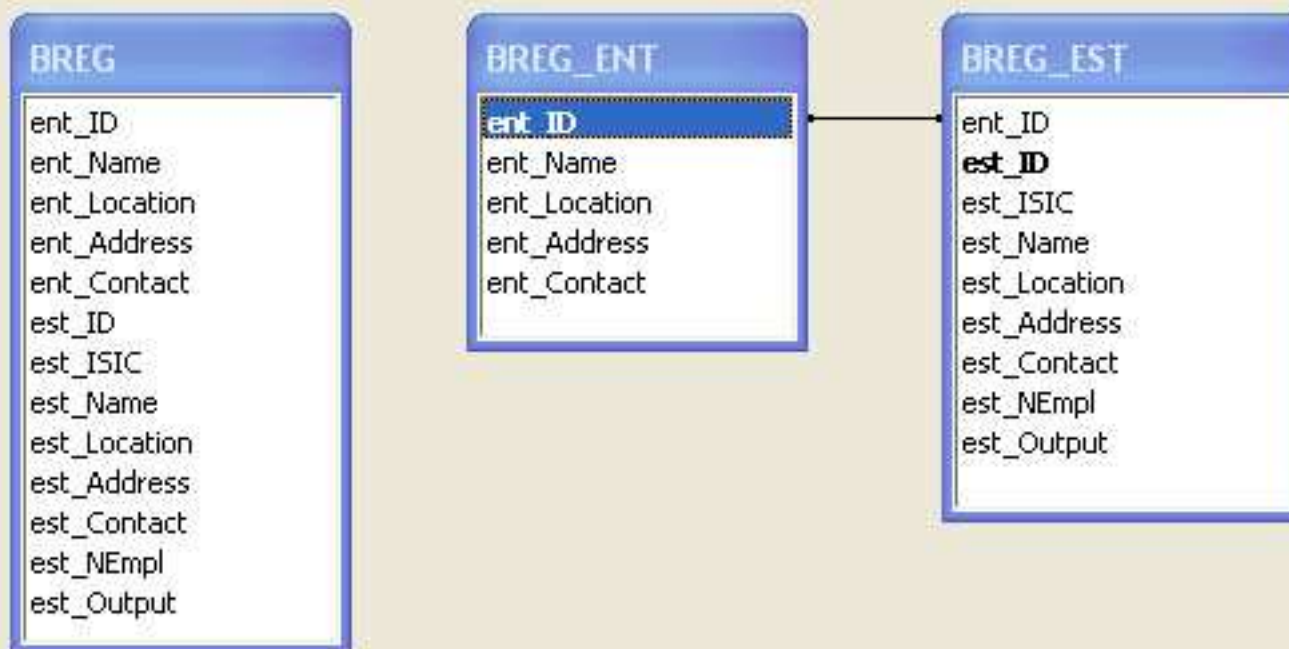 BREG
ent_ID
ent_Name
ent_Location
ent_Address
ent_Contact
est_ID
est_ISIC
est_Name
est_Location
est_Address
est_Contact
est_NEmpl
est_Output
BREG_ENT
ent_ID
ent_Name
ent_Location
ent_Address
ent_Contact
BREG_EST
ent_ID
est_ID
est_ISIC
est_Name
est_Location
est_Address
est_Contact
est_NEmpl
est_Output